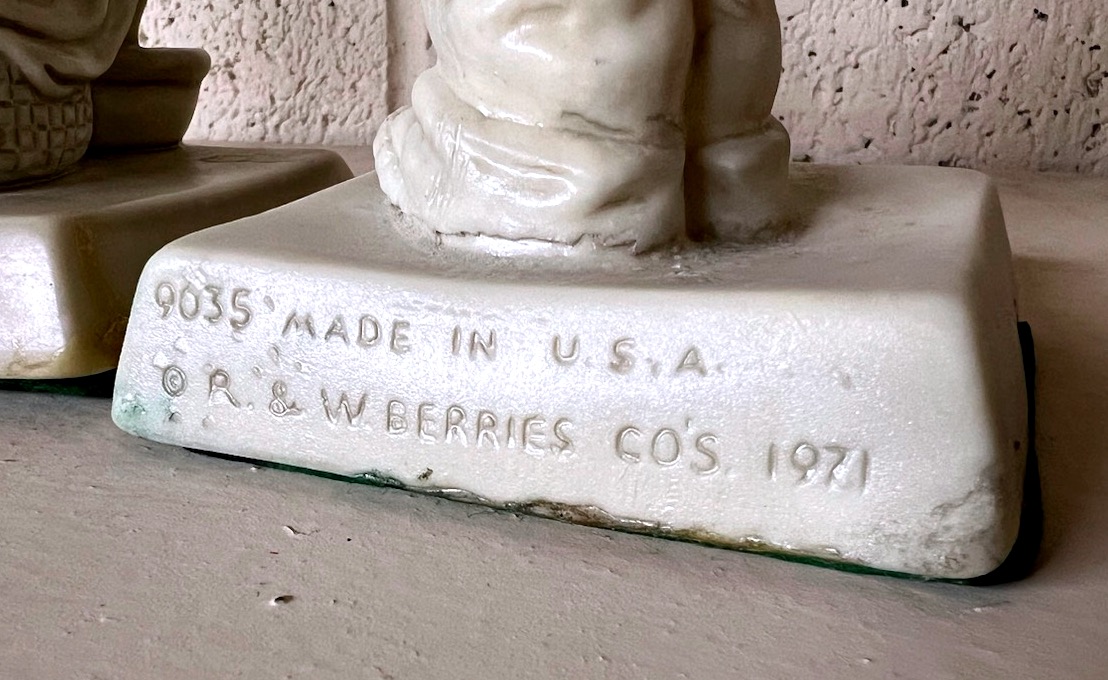 9035 MADE IN U.S.A.
© R. & W. BERRIES CO'S. 1971